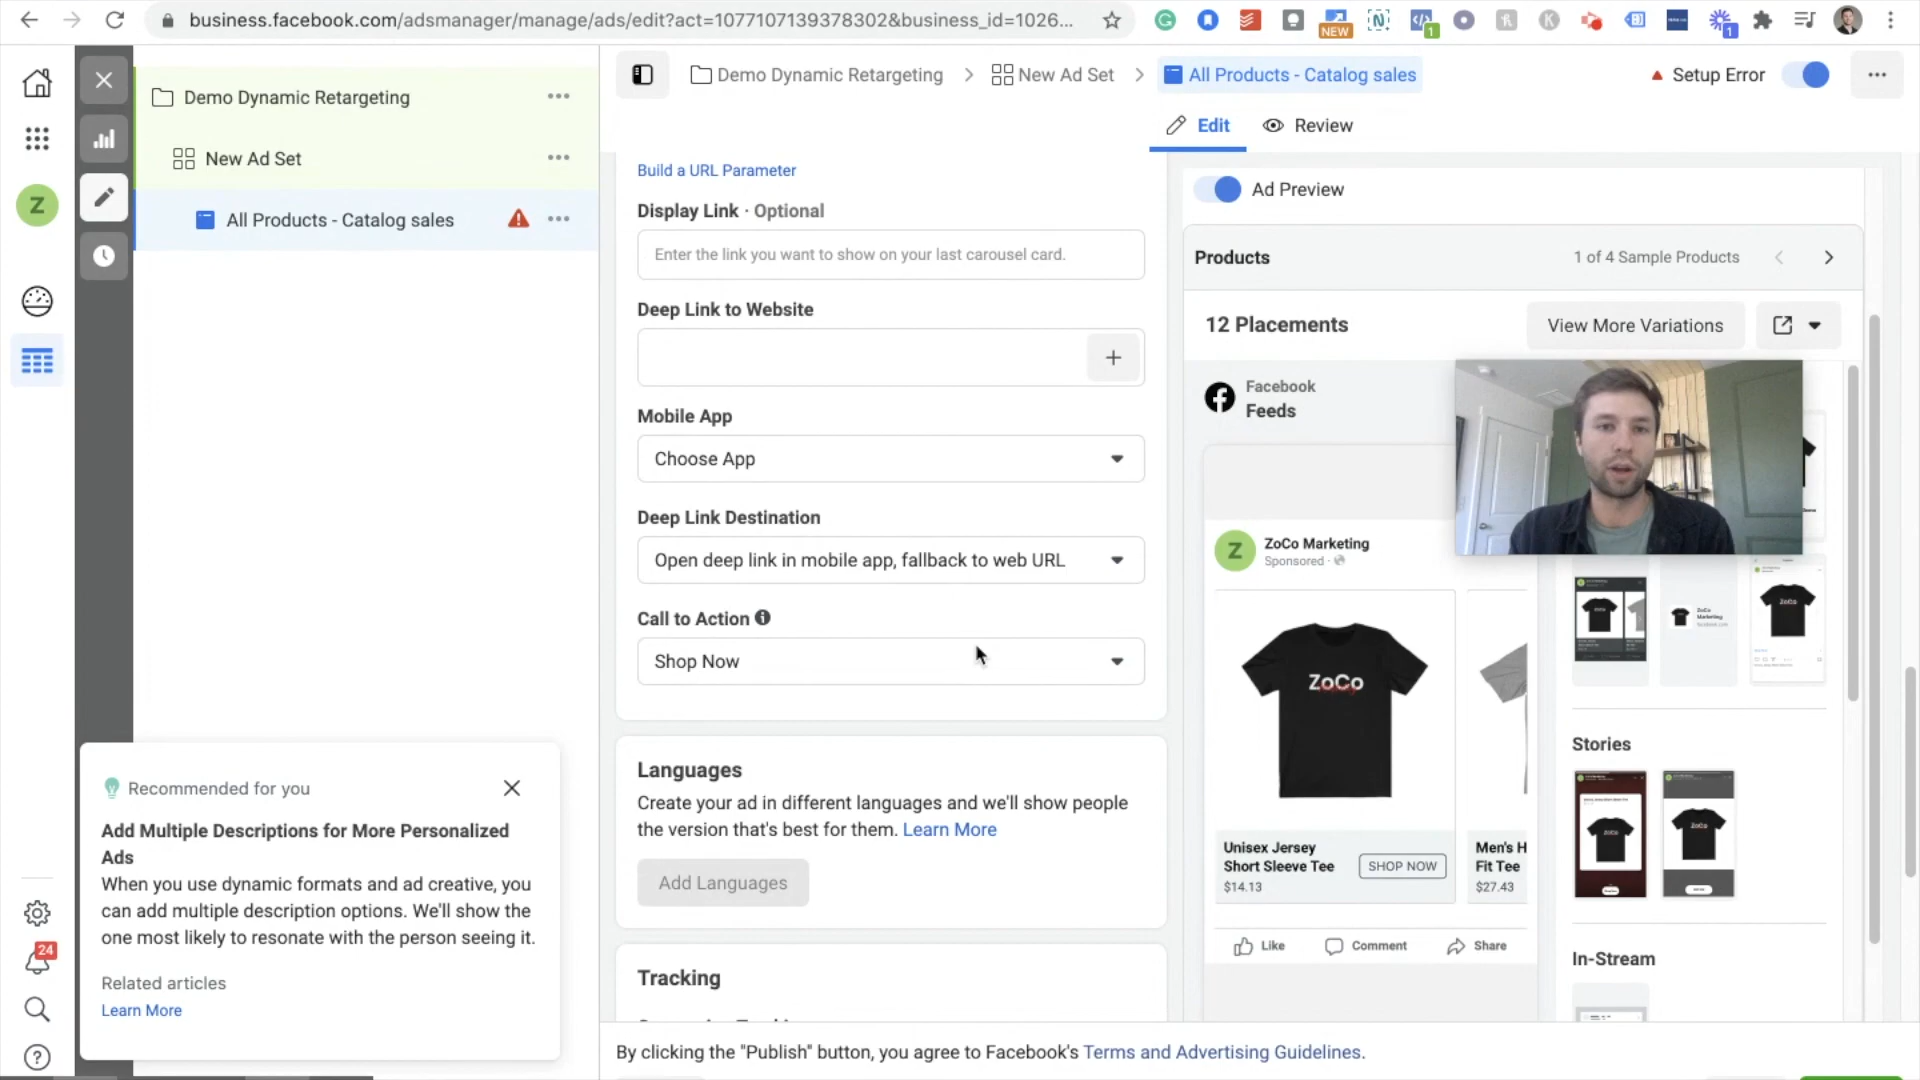 business.facebook.com/adsmanager/manage/ads/edit?act=1077107139378302&business_id=1026...
NEW
1
1
Demo Dynamic Retargeting
New Ad Set
All Products - Catalog sales
Z
24
Demo Dynamic Retargeting
New Ad Set
All Products - Catalog sales
Setup Error
Edit
Review
Build a URL Parameter
Display Link · Optional
Enter the link you want to show on your last carousel card.
Deep Link to Website
Mobile App
Choose App
Deep Link Destination
Open deep link in mobile app, fallback to web URL
Call to Action
Shop Now
Languages
Create your ad in different languages and we'll show people
the version that's best for them. Learn More
Add Languages
Tracking
Ad Preview
Products
1 of 4 Sample Products
12 Placements
View More Variations
Facebook
Feeds
Z
ZoCo Marketing
Sponsored ·
ZoCo
Unisex Jersey
Short Sleeve Tee
$14.13
SHOP NOW
Men's H
Fit Tee
$27.43
Like
Comment
Share
Stories
In-Stream
Recommended for you
Add Multiple Descriptions for More Personalized
Ads
When you use dynamic formats and ad creative, you
can add multiple description options. We'll show the
one most likely to resonate with the person seeing it.
Related articles
Learn More
By clicking the "Publish" button, you agree to Facebook's Terms and Advertising Guidelines.